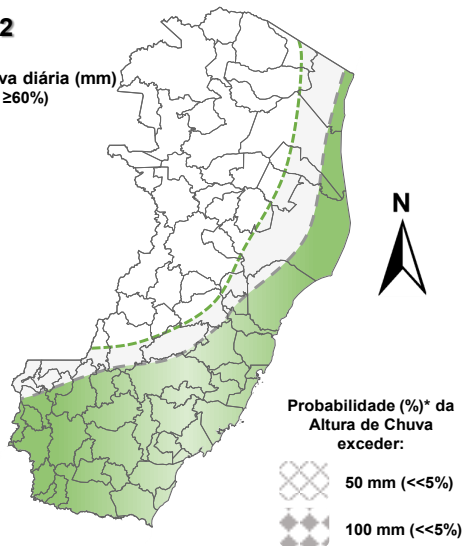 2
va diária (mm)
≥60%)
N
Probabilidade (%)* da
Altura de Chuva
exceder:
50 mm (<<5%)
100 mm (<<5%)